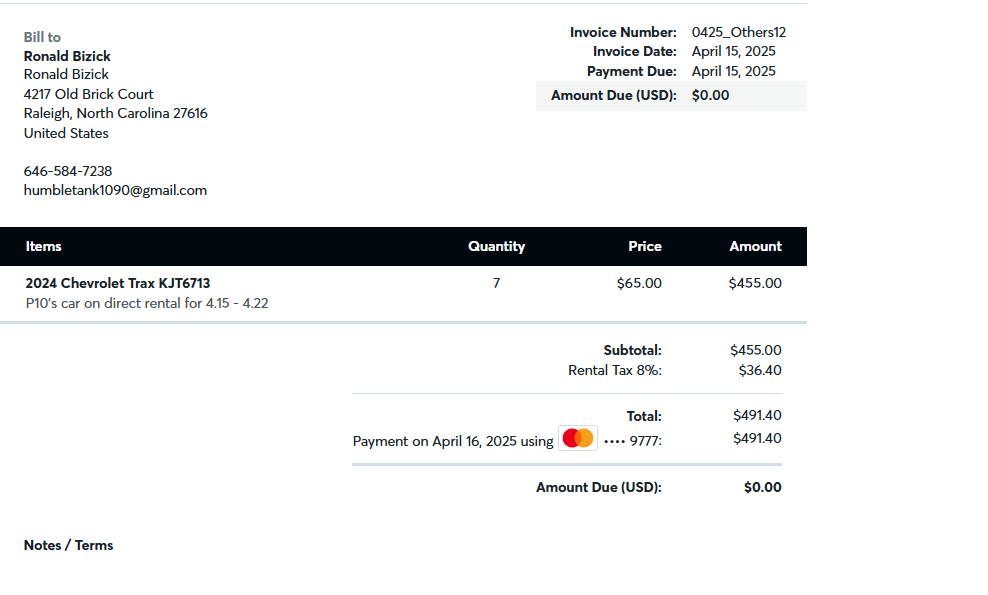 Bill to
Ronald Bizick
Ronald Bizick
4217 Old Brick Court
Raleigh, North Carolina 27616
United States
646-584-7238
humbletank1090@gmail.com
Invoice Number: 0425_Others12
Invoice Date: April 15, 2025
Payment Due: April 15, 2025
Amount Due (USD): $0.00
Items Quantity Price Amount
2024 Chevrolet Trax KJT6713 7 $65.00 $455.00
P10's car on direct rental for 4.15 - 4.22
Subtotal: $455.00
Rental Tax 8%: $36.40
Total: $491.40
Payment on April 16, 2025 using •••• 9777: $491.40
Amount Due (USD): $0.00
Notes / Terms